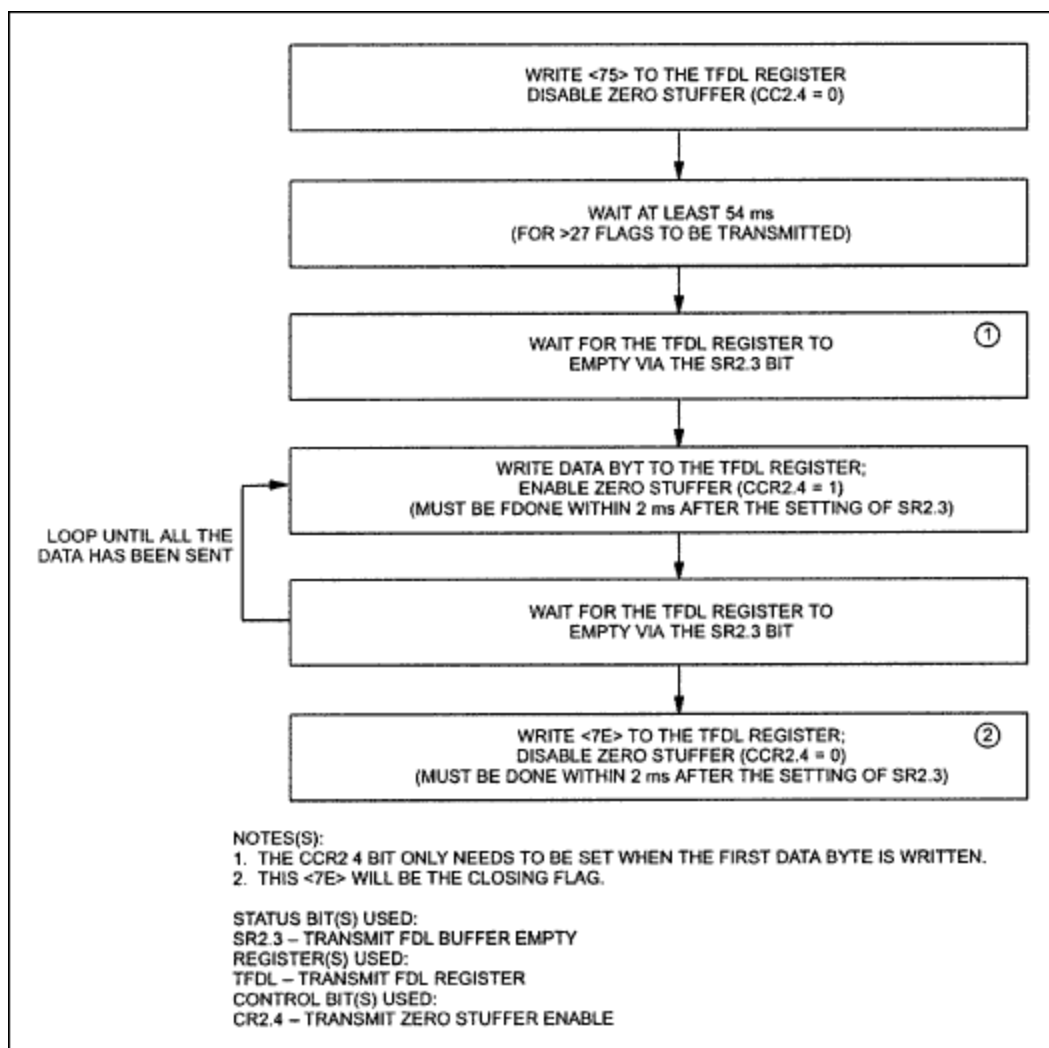 WRITE <75> TO THE TFDL REGISTER
DISABLE ZERO STUFFER (CC2.4 = 0)
WAIT AT LEAST 54 ms
(FOR >27 FLAGS TO BE TRANSMITTED)
WAIT FOR THE TFDL REGISTER TO
EMPTY VIA THE SR2.3 BIT
1
WRITE DATA BYT TO THE TFDL REGISTER;
ENABLE ZERO STUFFER (CCR2.4 = 1)
(MUST BE FDONE WITHIN 2 ms AFTER THE SETTING OF SR2.3)
LOOP UNTIL ALL THE
DATA HAS BEEN SENT
WAIT FOR THE TFDL REGISTER TO
EMPTY VIA THE SR2.3 BIT
WRITE <7E> TO THE TFDL REGISTER;
DISABLE ZERO STUFFER (CCR2.4 = 0)
(MUST BE DONE WITHIN 2 ms AFTER THE SETTING OF SR2.3)
2
NOTES(S):
1. THE CCR2 4 BIT ONLY NEEDS TO BE SET WHEN THE FIRST DATA BYTE IS WRITTEN.
2. THIS <7E> WILL BE THE CLOSING FLAG.
STATUS BIT(S) USED:
SR2.3 – TRANSMIT FDL BUFFER EMPTY
REGISTER(S) USED:
TFDL – TRANSMIT FDL REGISTER
CONTROL BIT(S) USED:
CR2.4 – TRANSMIT ZERO STUFFER ENABLE